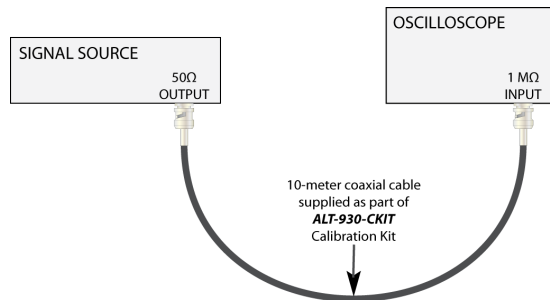 SIGNAL SOURCE
50Ω
OUTPUT
OSCILLOSCOPE
1 MΩ
INPUT
10-meter coaxial cable
supplied as part of
ALT-930-CKIT
Calibration Kit